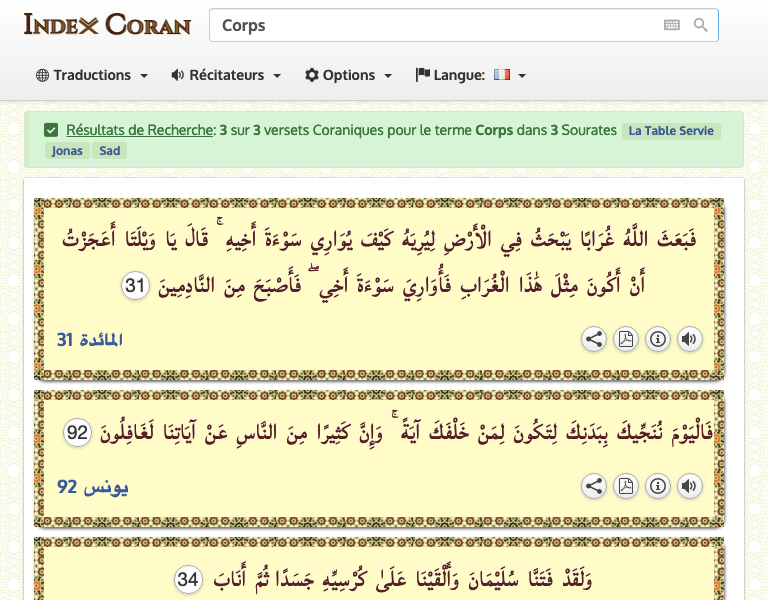 INDEX CORAN
Corps
Traductions Récitateurs Options Langue:
Résultats de Recherche: 3 sur 3 versets Coraniques pour le terme Corps dans 3 Sourates La Table Servie
Jonas Sad
فَبَعَثَ اللَّهُ غُرَابًا يَبْحَثُ فِي الْأَرْضِ لِيُرِيَهُ كَيْفَ يُوَارِي سَوْءَةَ أَخِيهِ ۚ قَالَ يَا وَيْلَتَا أَعَجَزْتُ
أَنْ أَكُونَ مِثْلَ هَٰذَا الْغُرَابِ فَأُوَارِيَ سَوْءَةَ أَخِي ۖ فَأَصْبَحَ مِنَ النَّادِمِينَ 31
المائدة 31
فَالْيَوْمَ نُنَجِّيكَ بِبَدَنِكَ لِتَكُونَ لِمَنْ خَلْفَكَ آيَةً ۚ وَإِنَّ كَثِيرًا مِنَ النَّاسِ عَنْ آيَاتِنَا لَغَافِلُونَ 92
يونس 92
وَلَقَدْ فَتَنَّا سُلَيْمَانَ وَأَلْقَيْنَا عَلَىٰ كُرْسِيِّهِ جَسَدًا ثُمَّ أَنَابَ 34